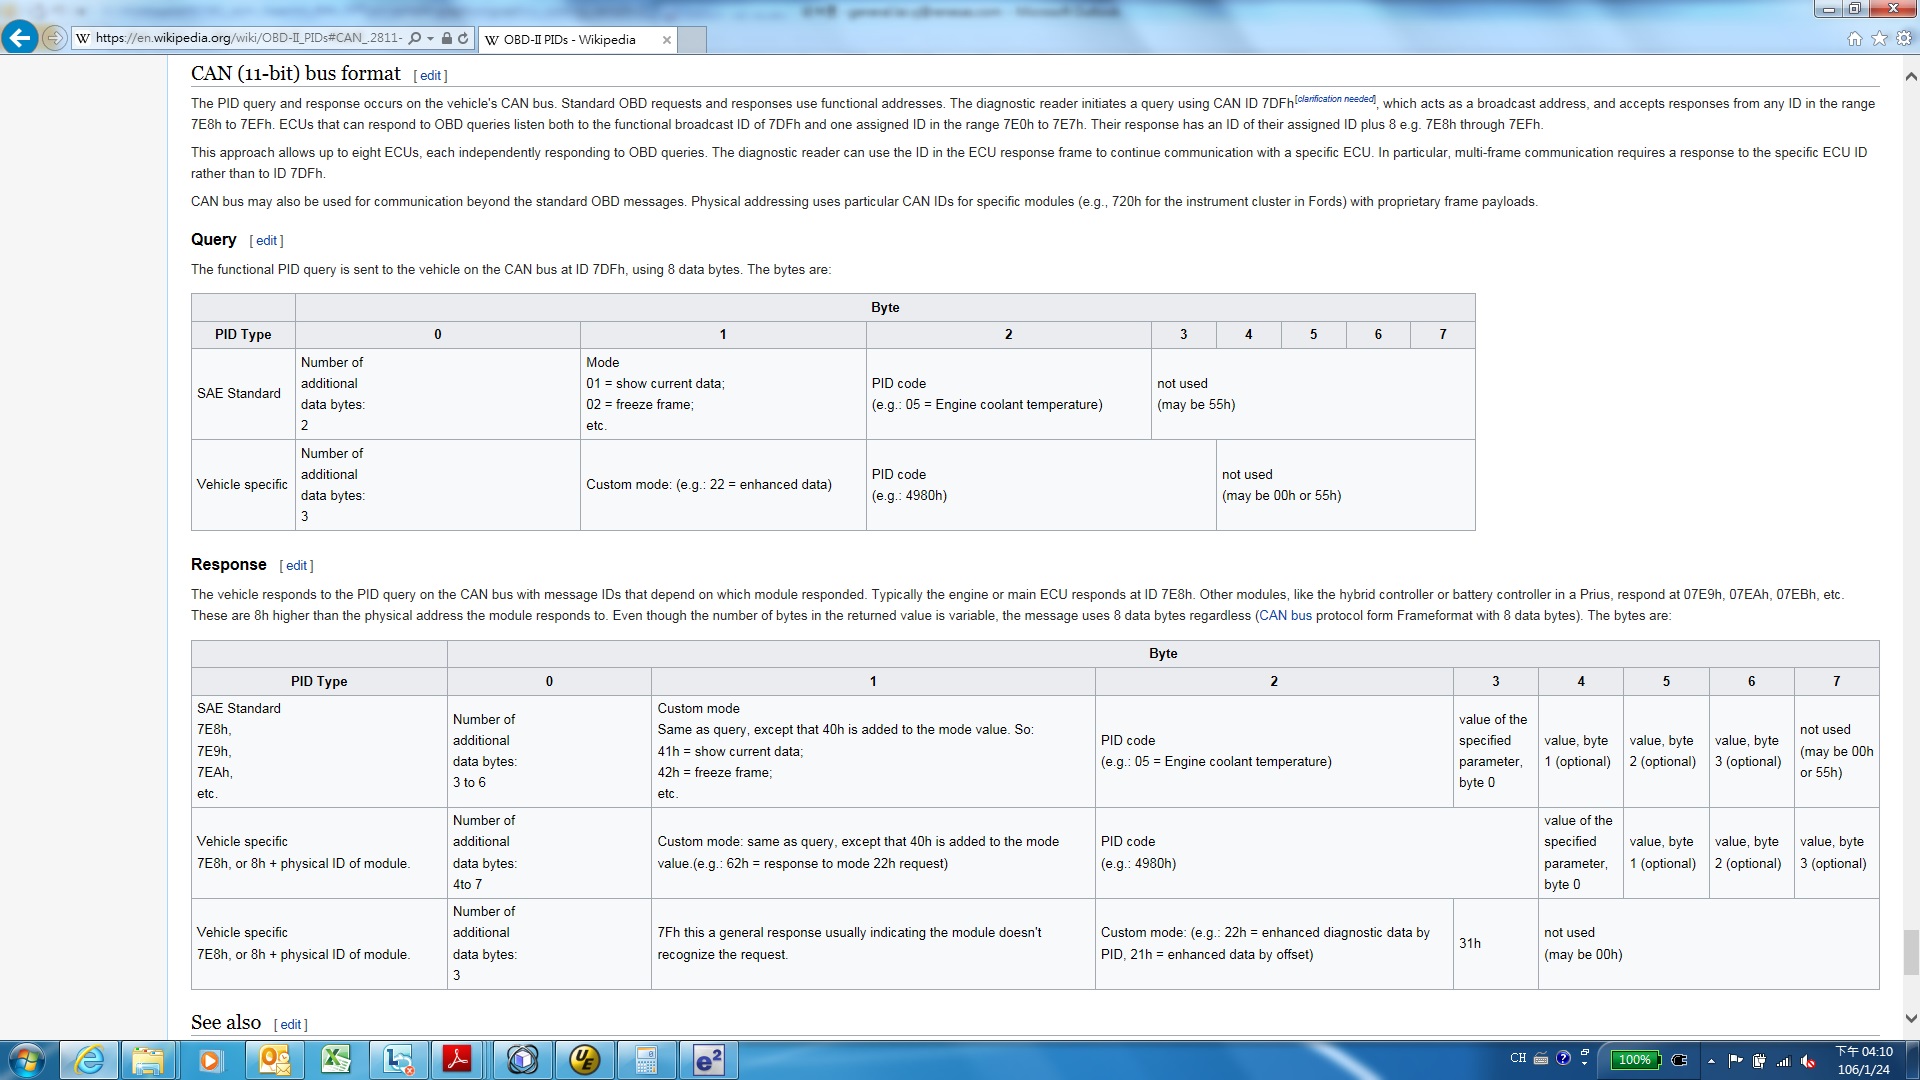 https://en.wikipedia.org/wiki/OBD-II_PIDs#CAN_.2811-
OBD-II PIDs - Wikipedia
CAN (11-bit) bus format [ edit ]
The PID query and response occurs on the vehicle's CAN bus. Standard OBD requests and responses use functional addresses. The diagnostic reader initiates a query using CAN ID 7DFh[clarification needed], which acts as a broadcast address, and accepts responses from any ID in the range
7E8h to 7EFh. ECUs that can respond to OBD queries listen both to the functional broadcast ID of 7DFh and one assigned ID in the range 7E0h to 7E7h. Their response has an ID of their assigned ID plus 8 e.g. 7E8h through 7EFh.
This approach allows up to eight ECUs, each independently responding to OBD queries. The diagnostic reader can use the ID in the ECU response frame to continue communication with a specific ECU. In particular, multi-frame communication requires a response to the specific ECU ID
rather than to ID 7DFh.
CAN bus may also be used for communication beyond the standard OBD messages. Physical addressing uses particular CAN IDs for specific modules (e.g., 720h for the instrument cluster in Fords) with proprietary frame payloads.
Query [ edit ]
The functional PID query is sent to the vehicle on the CAN bus at ID 7DFh, using 8 data bytes. The bytes are:
Byte
PID Type 0 1 2 3 4 5 6 7
SAE Standard
Number of
additional
data bytes:
2
Mode
01 = show current data;
02 = freeze frame;
etc.
PID code
(e.g.: 05 = Engine coolant temperature)
not used
(may be 55h)
Vehicle specific
Number of
additional
data bytes:
3
Custom mode: (e.g.: 22 = enhanced data)
PID code
(e.g.: 4980h)
not used
(may be 00h or 55h)
Response [ edit ]
The vehicle responds to the PID query on the CAN bus with message IDs that depend on which module responded. Typically the engine or main ECU responds at ID 7E8h. Other modules, like the hybrid controller or battery controller in a Prius, respond at 07E9h, 07EAh, 07EBh, etc.
These are 8h higher than the physical address the module responds to. Even though the number of bytes in the returned value is variable, the message uses 8 data bytes regardless (CAN bus protocol form Frameformat with 8 data bytes). The bytes are:
Byte
PID Type 0 1 2 3 4 5 6 7
SAE Standard
7E8h,
7E9h,
7EAh,
etc.
Number of
additional
data bytes:
3 to 6
Custom mode
Same as query, except that 40h is added to the mode value. So:
41h = show current data;
42h = freeze frame;
etc.
PID code
(e.g.: 05 = Engine coolant temperature)
value of the
specified
parameter,
byte 0
value, byte
1 (optional)
value, byte
2 (optional)
value, byte
3 (optional)
not used
(may be 00h
or 55h)
Vehicle specific
7E8h, or 8h + physical ID of module.
Number of
additional
data bytes:
4to 7
Custom mode: same as query, except that 40h is added to the mode
value.(e.g.: 62h = response to mode 22h request)
PID code
(e.g.: 4980h)
value of the
specified
parameter,
byte 0
value, byte
1 (optional)
value, byte
2 (optional)
value, byte
3 (optional)
Vehicle specific
7E8h, or 8h + physical ID of module.
Number of
additional
data bytes:
3
7Fh this a general response usually indicating the module doesn't
recognize the request.
Custom mode: (e.g.: 22h = enhanced diagnostic data by
PID, 21h = enhanced data by offset)
31h
not used
(may be 00h)
See also [ edit ]
CH
100%
下午 04:10
106/1/24